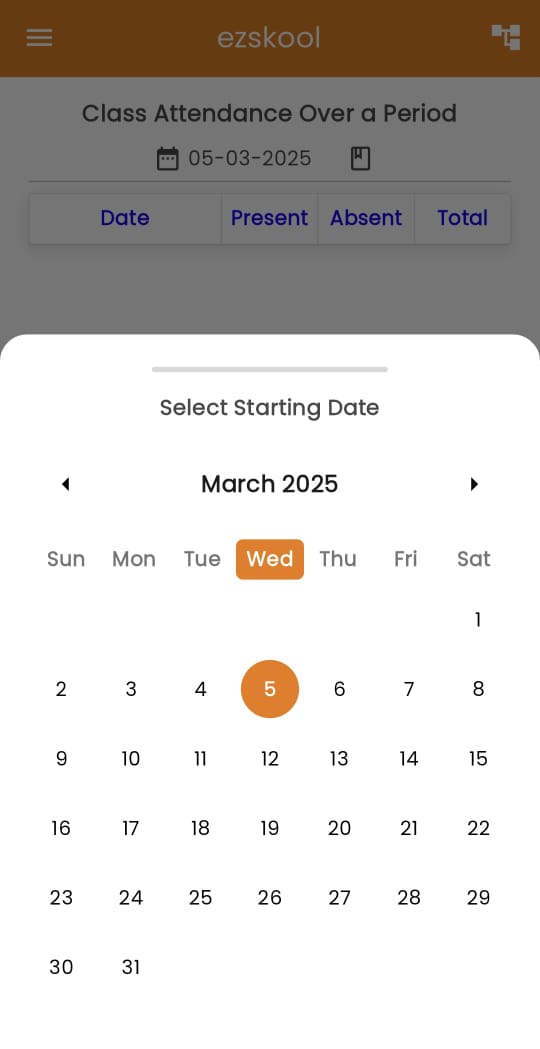 ezskool
Class Attendance Over a Period
05-03-2025
Date Present Absent Total
Select Starting Date
March 2025
Sun Mon Tue Wed Thu Fri Sat
1
2 3 4 5 6 7 8
9 10 11 12 13 14 15
16 17 18 19 20 21 22
23 24 25 26 27 28 29
30 31